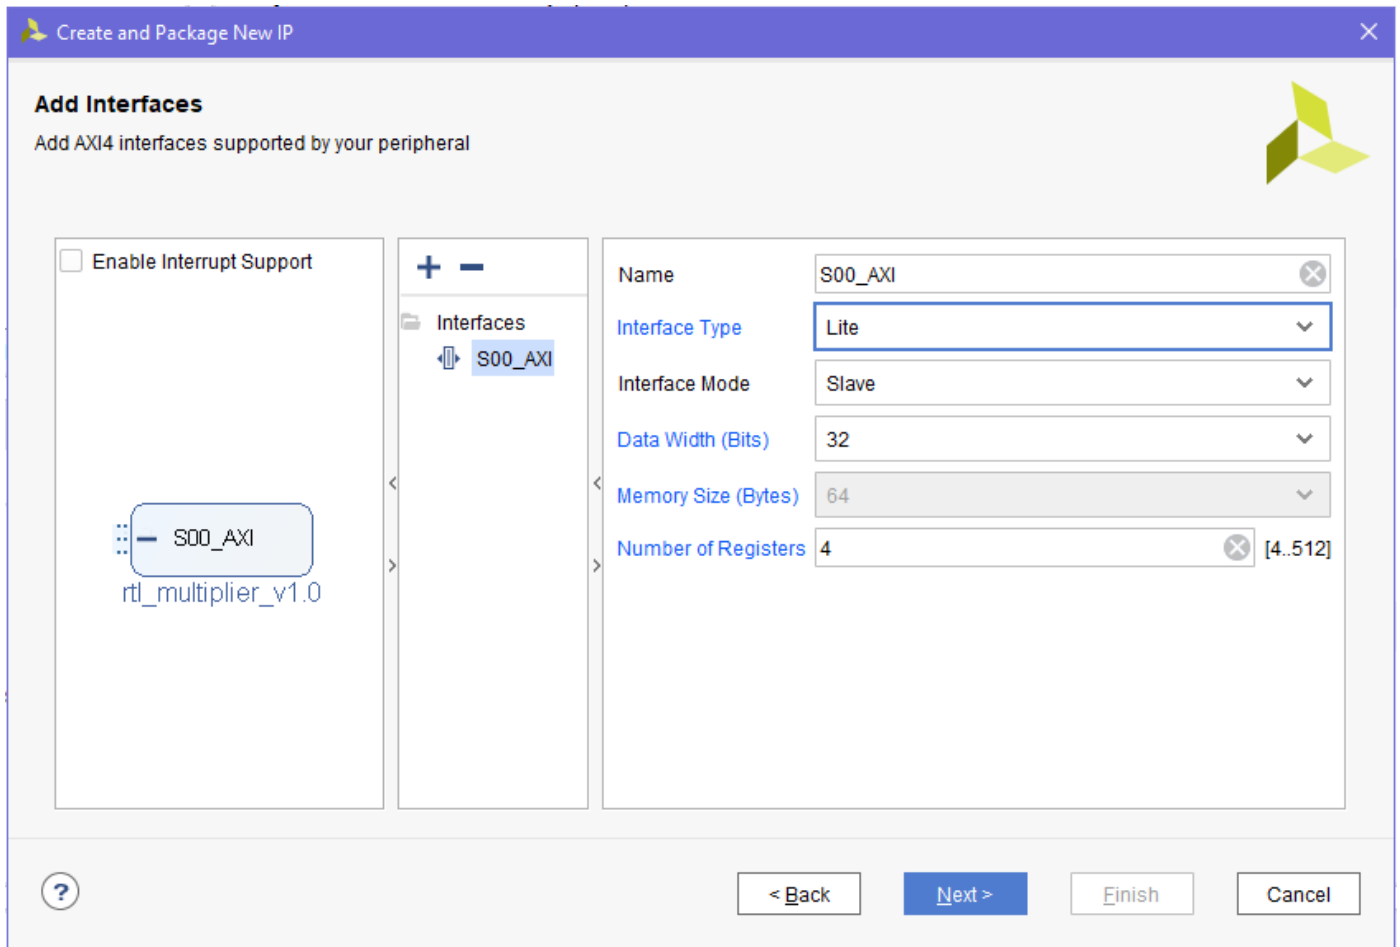 Create and Package New IP
Add Interfaces
Add AXI4 interfaces supported by your peripheral
Enable Interrupt Support
S00_AXI
rtl_multiplier_v1.0
Interfaces
S00_AXI
Name S00_AXI
Interface Type Lite
Interface Mode Slave
Data Width (Bits) 32
Memory Size (Bytes) 64
Number of Registers 4 [4..512]
? < Back Next > Finish Cancel